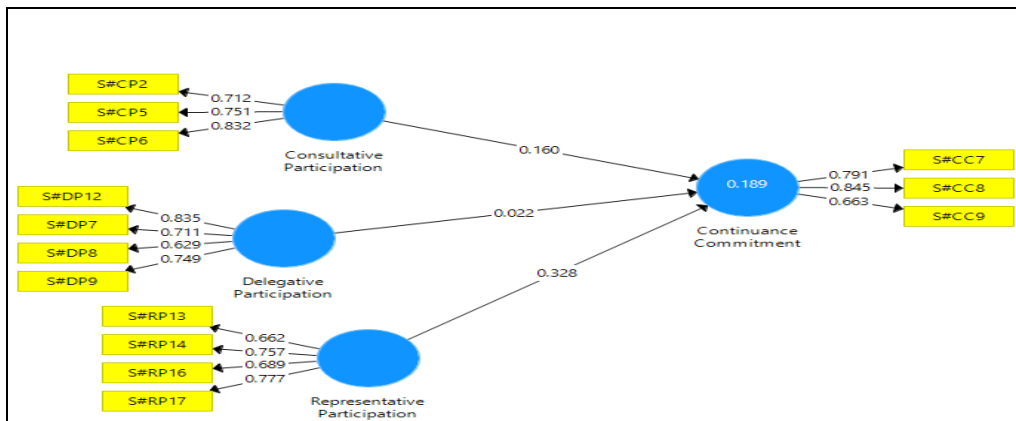 S#CP2
S#CP5
S#CP6
0.712
0.751
0.832
Consultative
Participation
0.160
S#DP12
S#DP7
S#DP8
S#DP9
0.835
0.711
0.629
0.749
Delegative
Participation
0.022
S#RP13
S#RP14
S#RP16
S#RP17
0.662
0.757
0.689
0.777
Representative
Participation
0.328
0.189
Continuance
Commitment
0.791
0.845
0.663
S#CC7
S#CC8
S#CC9